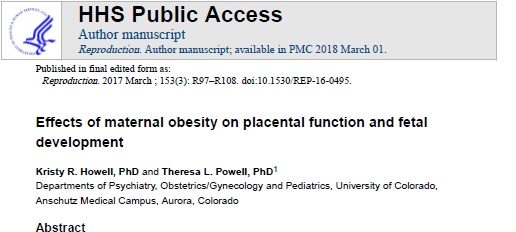 HHS Public Access
Author manuscript
Reproduction. Author manuscript; available in PMC 2018 March 01.
Published in final edited form as:
Reproduction. 2017 March ; 153(3): R97–R108. doi:10.1530/REP-16-0495.
Effects of maternal obesity on placental function and fetal
development
Kristy R. Howell, PhD and Theresa L. Powell, PhD1
Departments of Psychiatry, Obstetrics/Gynecology and Pediatrics, University of Colorado,
Anschutz Medical Campus, Aurora, Colorado
Abstract